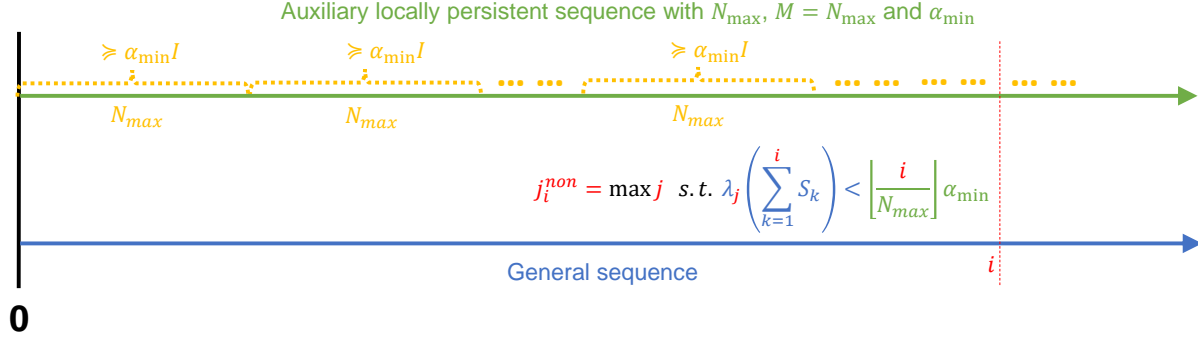 Auxiliary locally persistent sequence with N_max, M = N_max and α_min
≽ α_min I ≽ α_min I ≽ α_min I
N_max N_max N_max
j_i^non = max j s.t. λ_j (∑_{k=1}^{i} S_k) < ⌊i/N_max⌋ α_min
General sequence
i
0